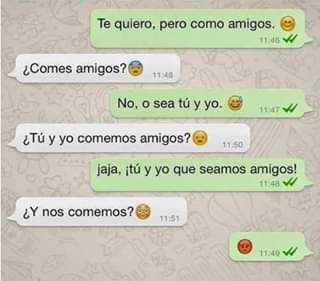 Te quiero, pero como amigos. 😊
11:46
¿Comes amigos?😨
11:48
No, o sea tú y yo. 😅
11:47
¿Tú y yo comemos amigos?😟
11:50
jaja, ¡tú y yo que seamos amigos!
11:48
¿Y nos comemos?😳
11:51
😡
11:49